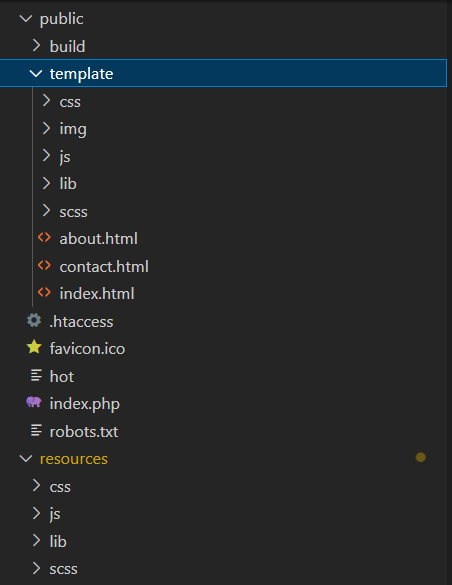 public
build
template
css
img
js
lib
scss
about.html
contact.html
index.html
.htaccess
favicon.ico
hot
index.php
robots.txt
resources
css
js
lib
scss